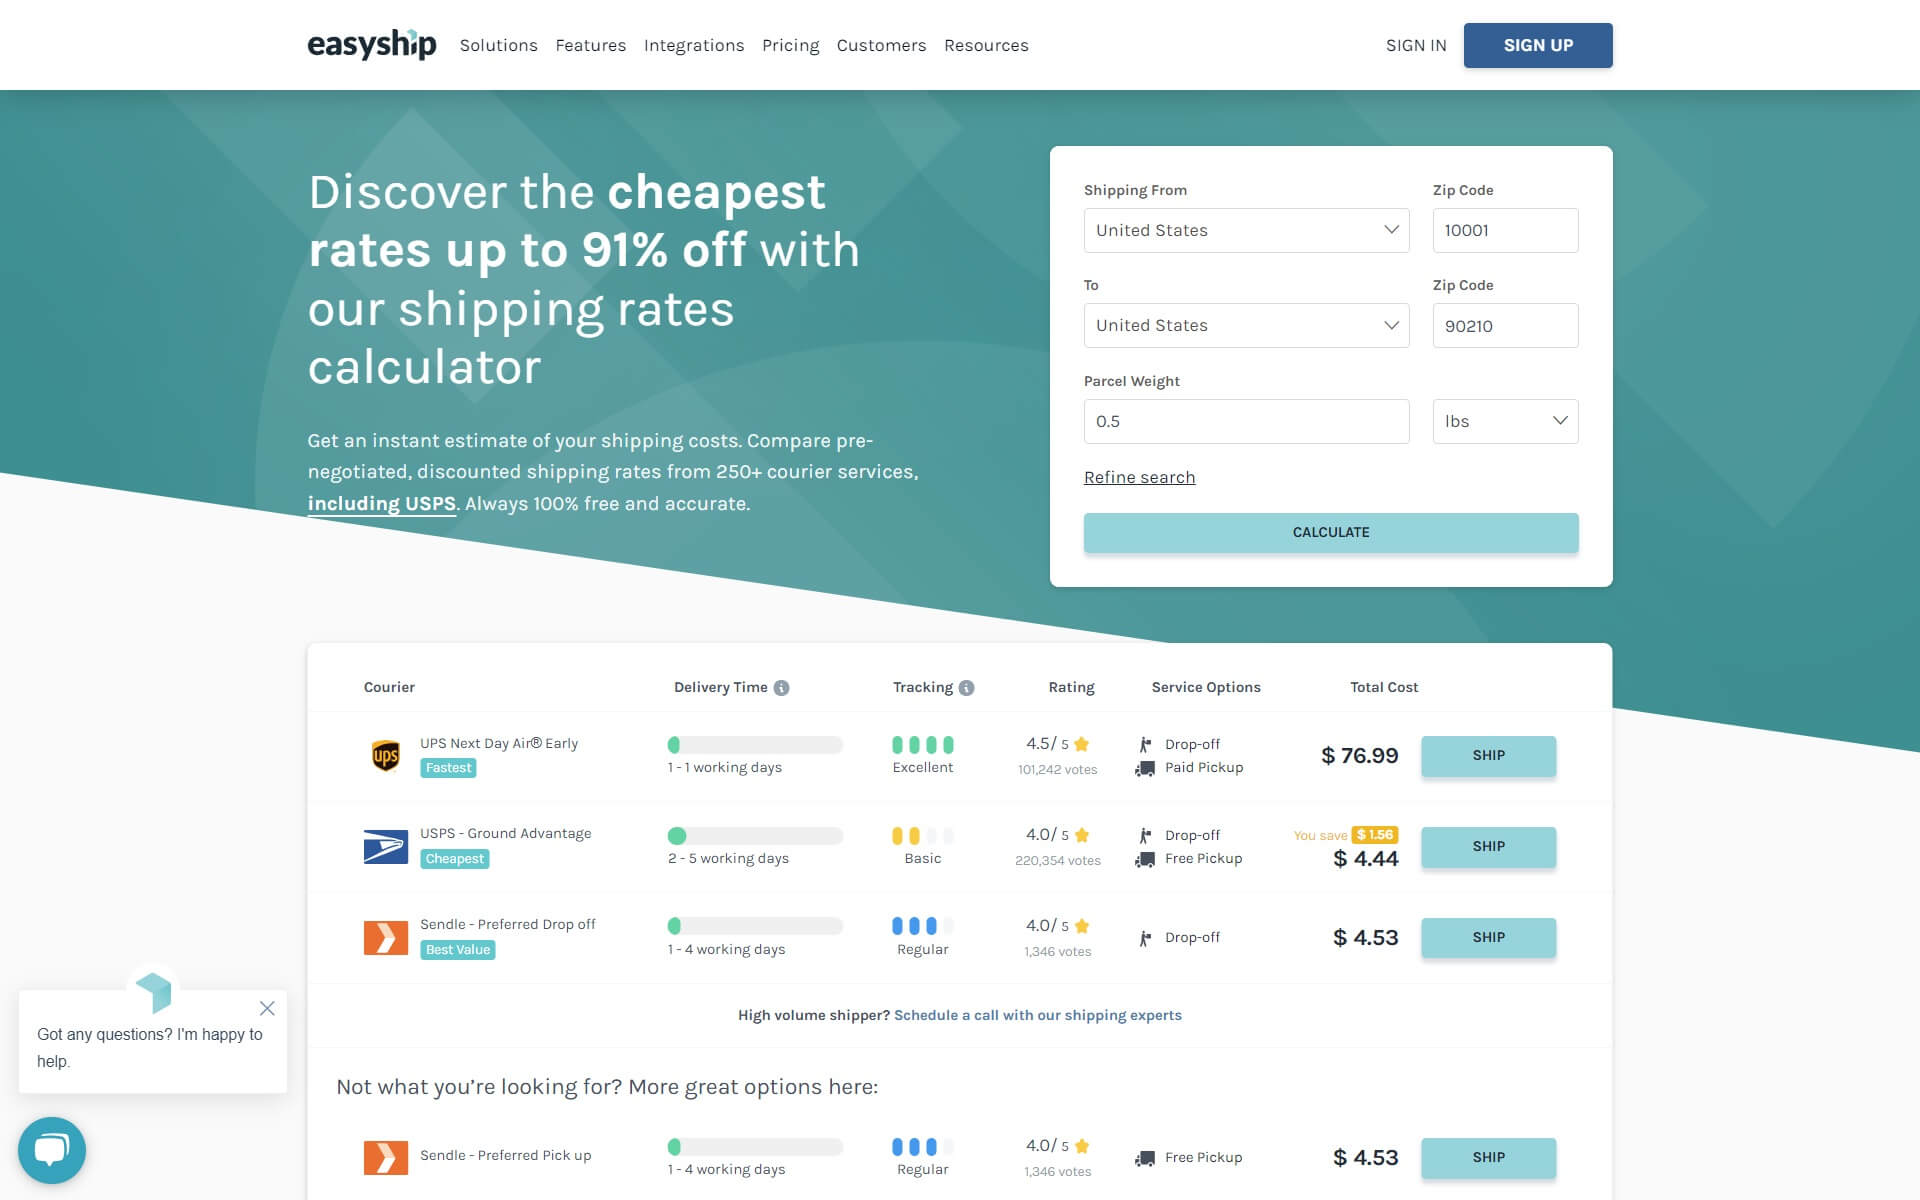 easyship Solutions Features Integrations Pricing Customers Resources SIGN IN SIGN UP
Discover the cheapest
rates up to 91% off with
our shipping rates
calculator
Get an instant estimate of your shipping costs. Compare pre-
negotiated, discounted shipping rates from 250+ courier services,
including USPS. Always 100% free and accurate.
Shipping From Zip Code
United States 10001
To Zip Code
United States 90210
Parcel Weight
0.5 lbs
Refine search
CALCULATE
Courier Delivery Time i Tracking i Rating Service Options Total Cost
ups UPS Next Day Air® Early
Fastest
1 - 1 working days
Excellent
4.5/ 5
101,242 votes
Drop-off
Paid Pickup
$ 76.99
SHIP
USPS - Ground Advantage
Cheapest
2 - 5 working days
Basic
4.0/ 5
220,354 votes
Drop-off
Free Pickup
You save $ 1.56
$ 4.44
SHIP
Sendle - Preferred Drop off
Best Value
1 - 4 working days
Regular
4.0/ 5
1,346 votes
Drop-off
$ 4.53
SHIP
High volume shipper? Schedule a call with our shipping experts
Not what you’re looking for? More great options here:
Sendle - Preferred Pick up
1 - 4 working days
Regular
4.0/ 5
1,346 votes
Free Pickup
$ 4.53
SHIP
Got any questions? I'm happy to
help.